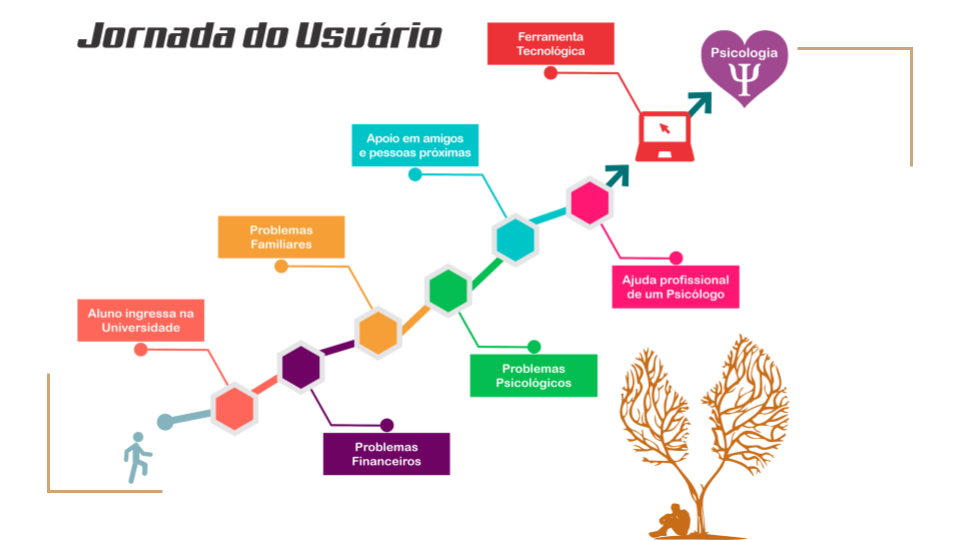 Jornada do Usuário
Ferramenta
Tecnológica
Psicologia
Ψ
Apoio em amigos
e pessoas próximas
Problemas
Familiares
Ajuda profissional
de um Psicólogo
Aluno ingressa na
Universidade
Problemas
Psicológicos
Problemas
Financeiros